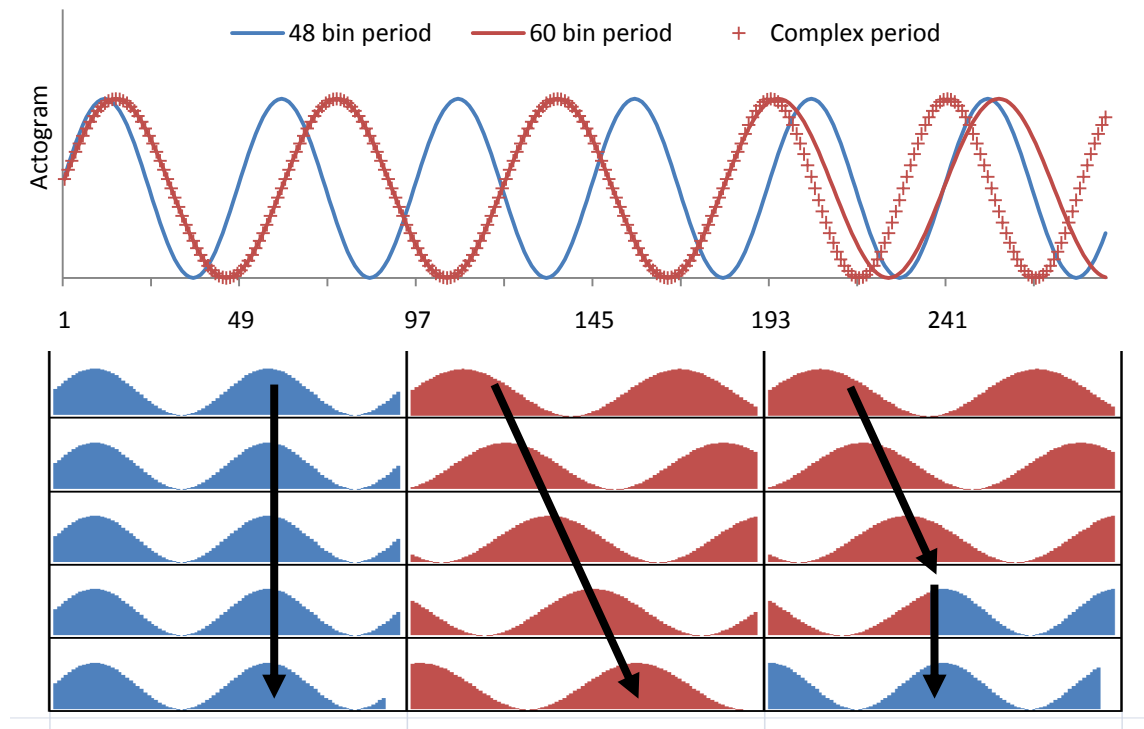 48 bin period 60 bin period + Complex period
Actogram
1 49 97 145 193 241